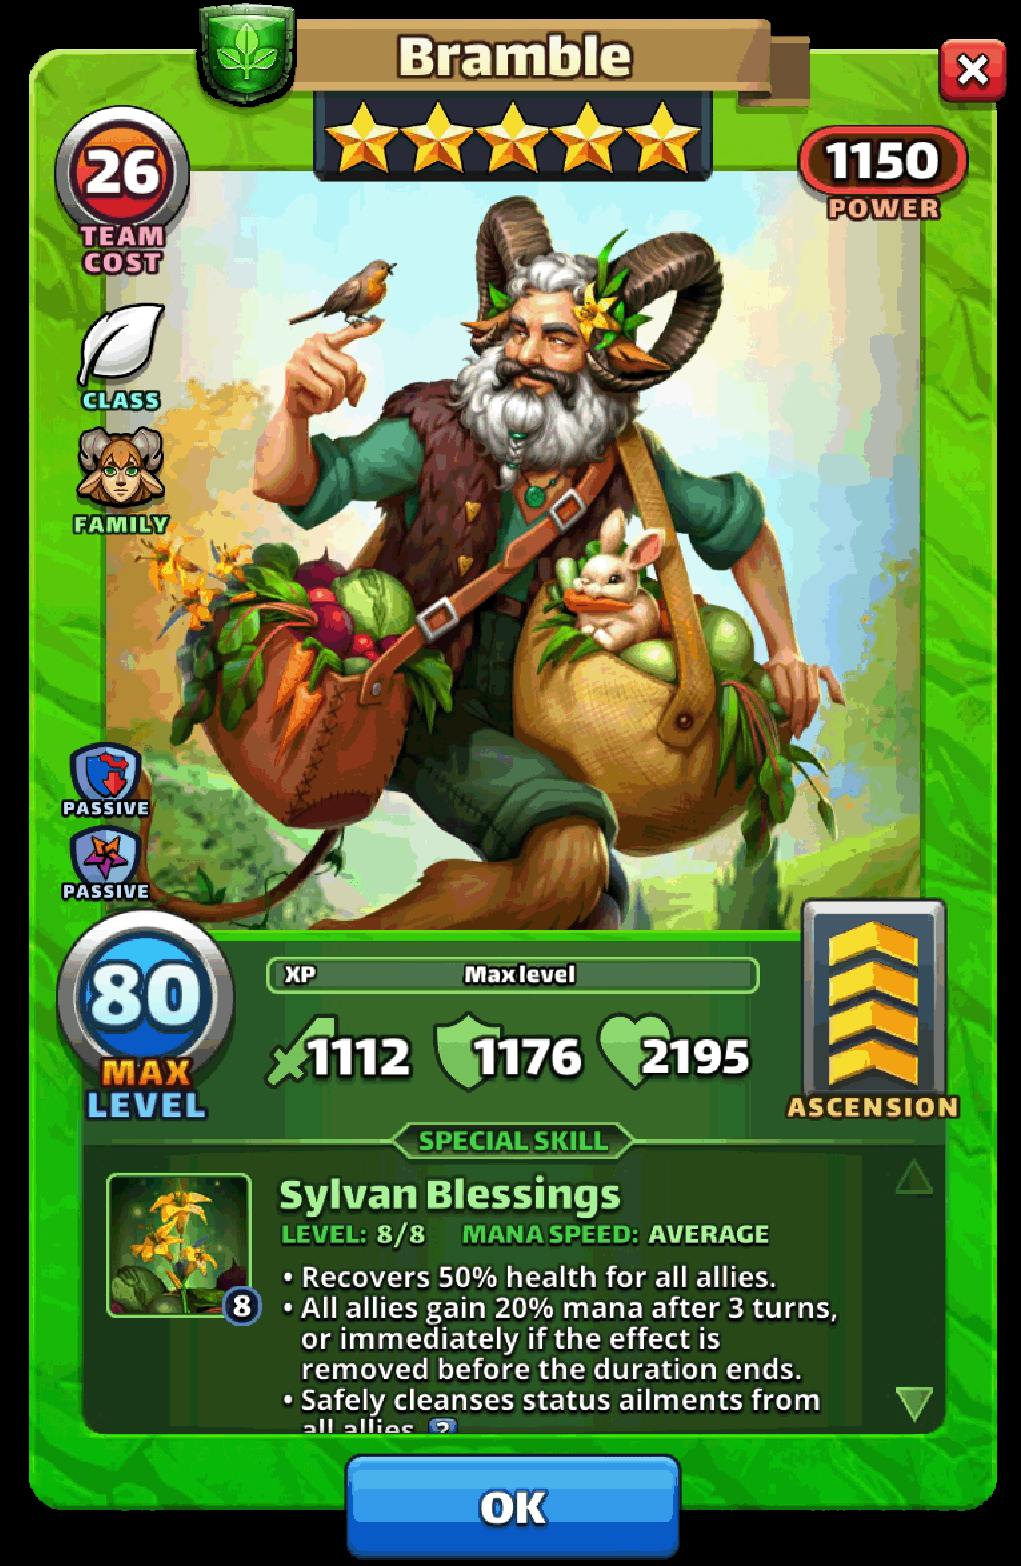 Bramble
26
TEAM
COST
1150
POWER
CLASS
FAMILY
PASSIVE
PASSIVE
80
MAX
LEVEL
XP Max level
1112 1176 2195
ASCENSION
SPECIAL SKILL
Sylvan Blessings
LEVEL: 8/8 MANA SPEED: AVERAGE
8
• Recovers 50% health for all allies.
• All allies gain 20% mana after 3 turns,
or immediately if the effect is
removed before the duration ends.
• Safely cleanses status ailments from
all allies. ?
OK